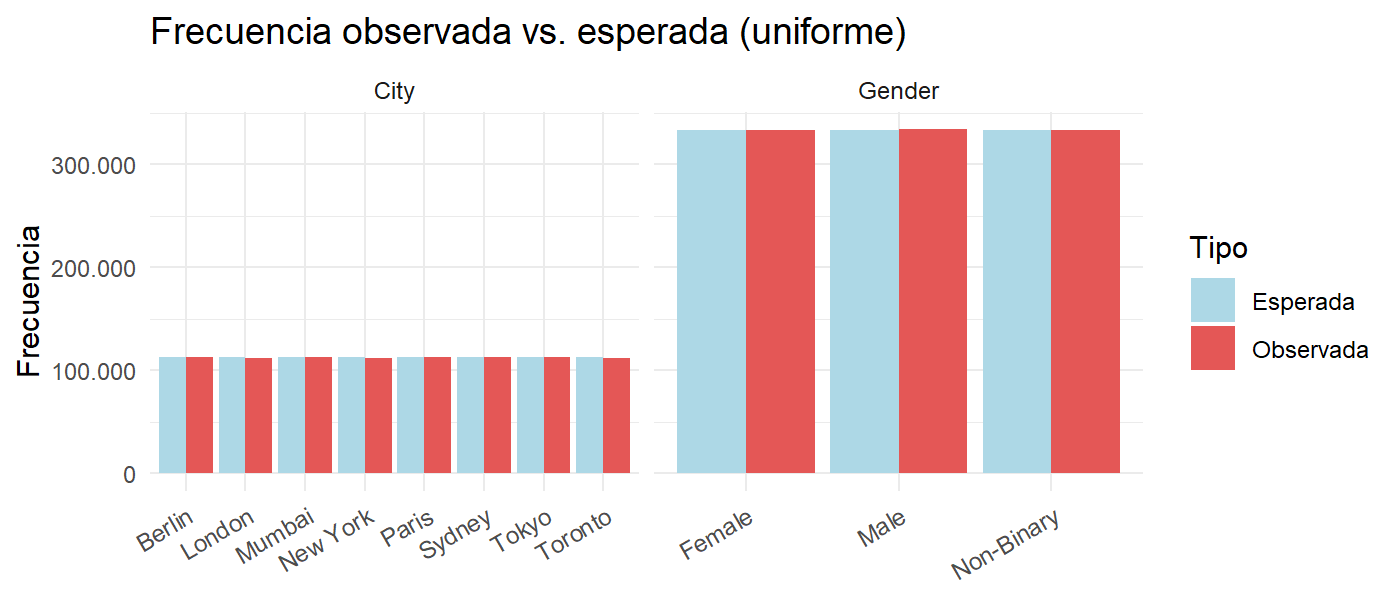 Frecuencia observada vs. esperada (uniforme)
City
Gender
Frecuencia
300.000
200.000
100.000
0
Berlin
London
Mumbai
New York
Paris
Sydney
Tokyo
Toronto
Female
Male
Non-Binary
Tipo
Esperada
Observada